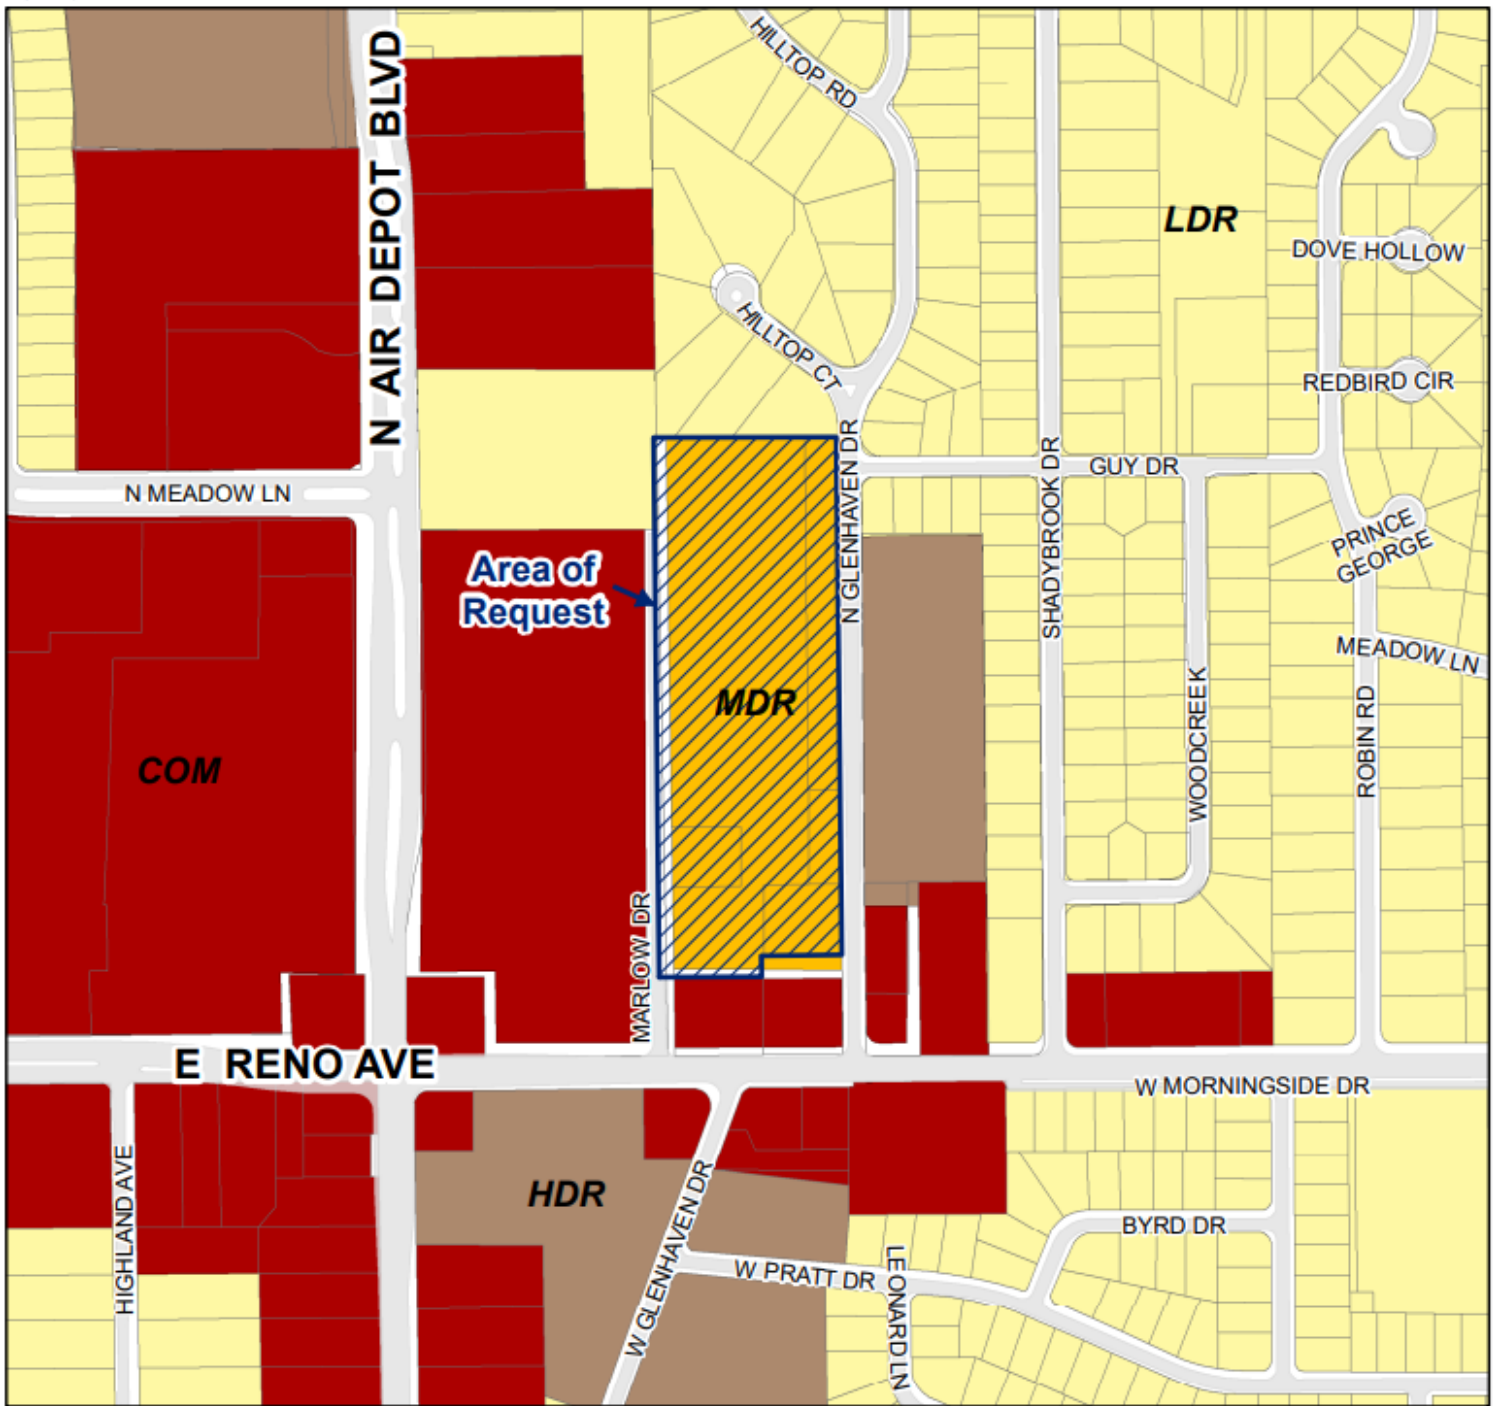 HILLTOP RD
N AIR DEPOT BLVD
LDR
DOVE HOLLOW
HILLTOP CT
REDBIRD CIR
N GLENHAVEN DR
SHADYBROOK DR
GUY DR
N MEADOW LN
PRINCE
GEORGE
Area of
Request
MEADOW LN
MDR
WOODCREEK
ROBIN RD
COM
MARLOW DR
E RENO AVE
W MORNINGSIDE DR
HIGHLAND AVE
HDR
W GLENHAVEN DR
BYRD DR
W PRATT DR
LEONARD LN